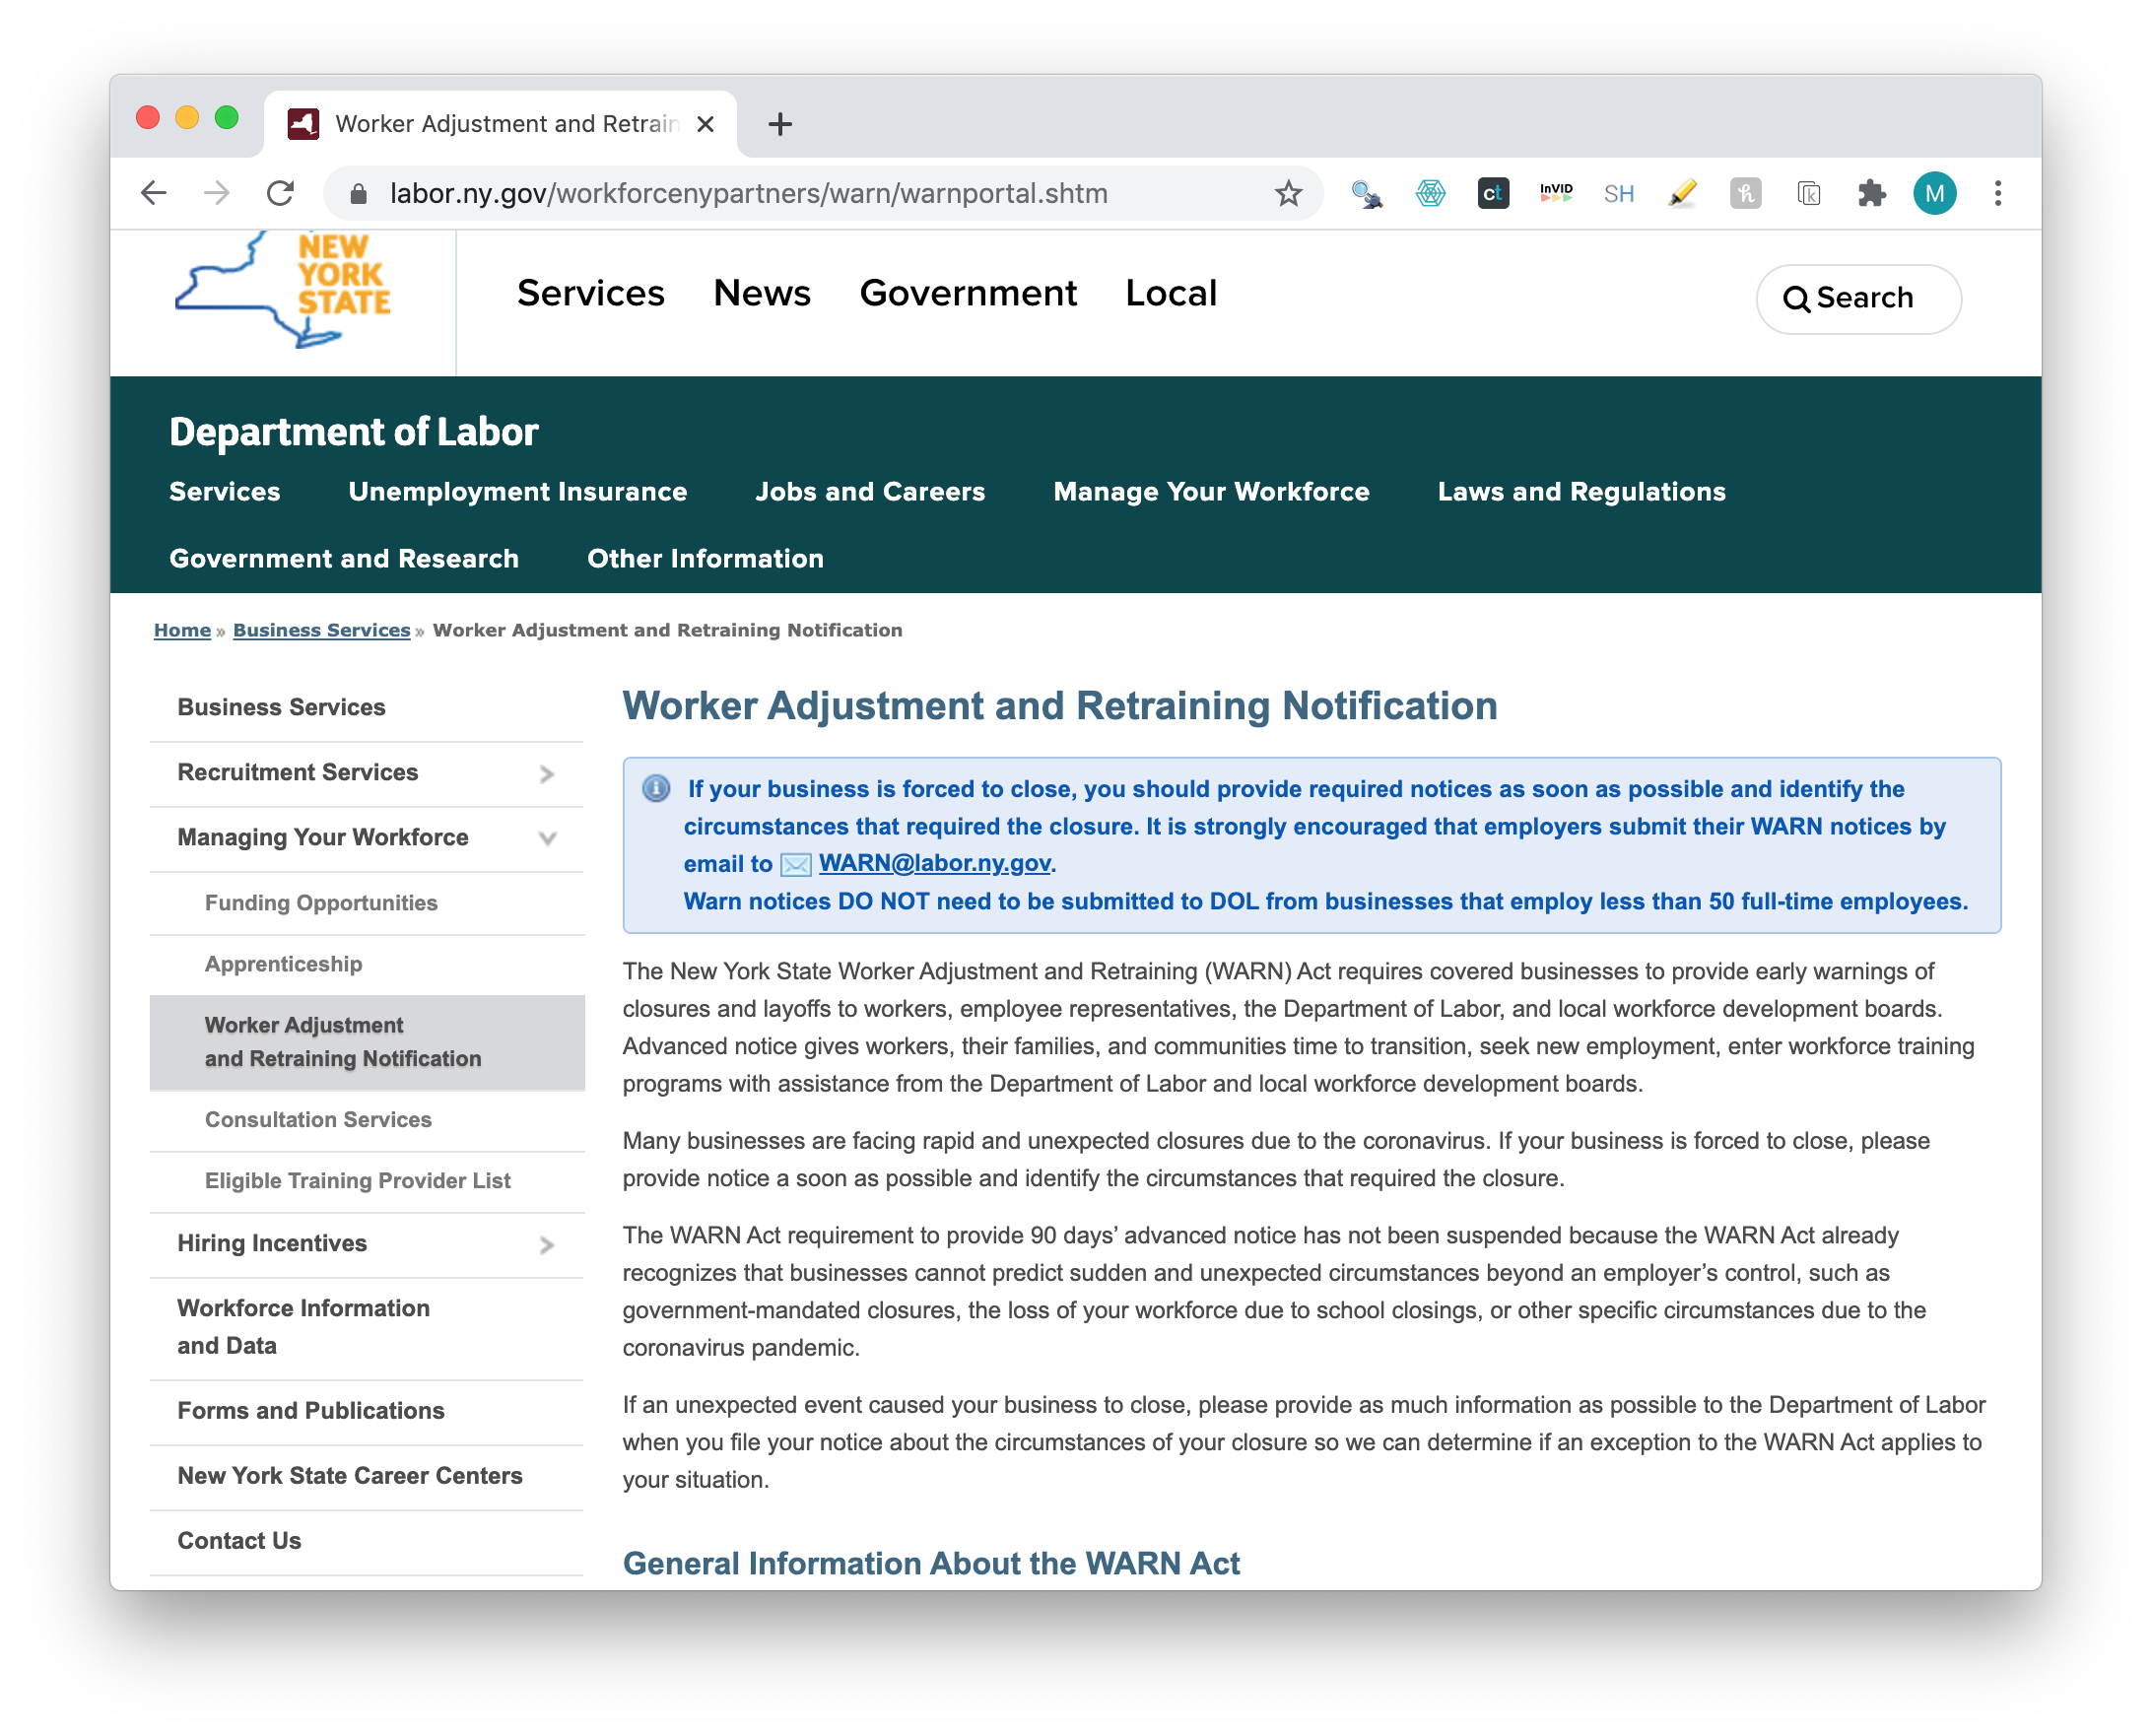 Worker Adjustment and Retrain
labor.ny.gov/workforcenypartners/warn/warnportal.shtm
ct
InVID
SH
h
k
M
NEW
YORK
STATE
Services News Government Local
Search
Department of Labor
Services Unemployment Insurance Jobs and Careers Manage Your Workforce Laws and Regulations
Government and Research Other Information
Home » Business Services » Worker Adjustment and Retraining Notification
Business Services
Recruitment Services
Managing Your Workforce
Funding Opportunities
Apprenticeship
Worker Adjustment
and Retraining Notification
Consultation Services
Eligible Training Provider List
Hiring Incentives
Workforce Information
and Data
Forms and Publications
New York State Career Centers
Contact Us
Worker Adjustment and Retraining Notification
If your business is forced to close, you should provide required notices as soon as possible and identify the
circumstances that required the closure. It is strongly encouraged that employers submit their WARN notices by
email to WARN@labor.ny.gov.
Warn notices DO NOT need to be submitted to DOL from businesses that employ less than 50 full-time employees.
The New York State Worker Adjustment and Retraining (WARN) Act requires covered businesses to provide early warnings of
closures and layoffs to workers, employee representatives, the Department of Labor, and local workforce development boards.
Advanced notice gives workers, their families, and communities time to transition, seek new employment, enter workforce training
programs with assistance from the Department of Labor and local workforce development boards.
Many businesses are facing rapid and unexpected closures due to the coronavirus. If your business is forced to close, please
provide notice a soon as possible and identify the circumstances that required the closure.
The WARN Act requirement to provide 90 days’ advanced notice has not been suspended because the WARN Act already
recognizes that businesses cannot predict sudden and unexpected circumstances beyond an employer’s control, such as
government-mandated closures, the loss of your workforce due to school closings, or other specific circumstances due to the
coronavirus pandemic.
If an unexpected event caused your business to close, please provide as much information as possible to the Department of Labor
when you file your notice about the circumstances of your closure so we can determine if an exception to the WARN Act applies to
your situation.
General Information About the WARN Act